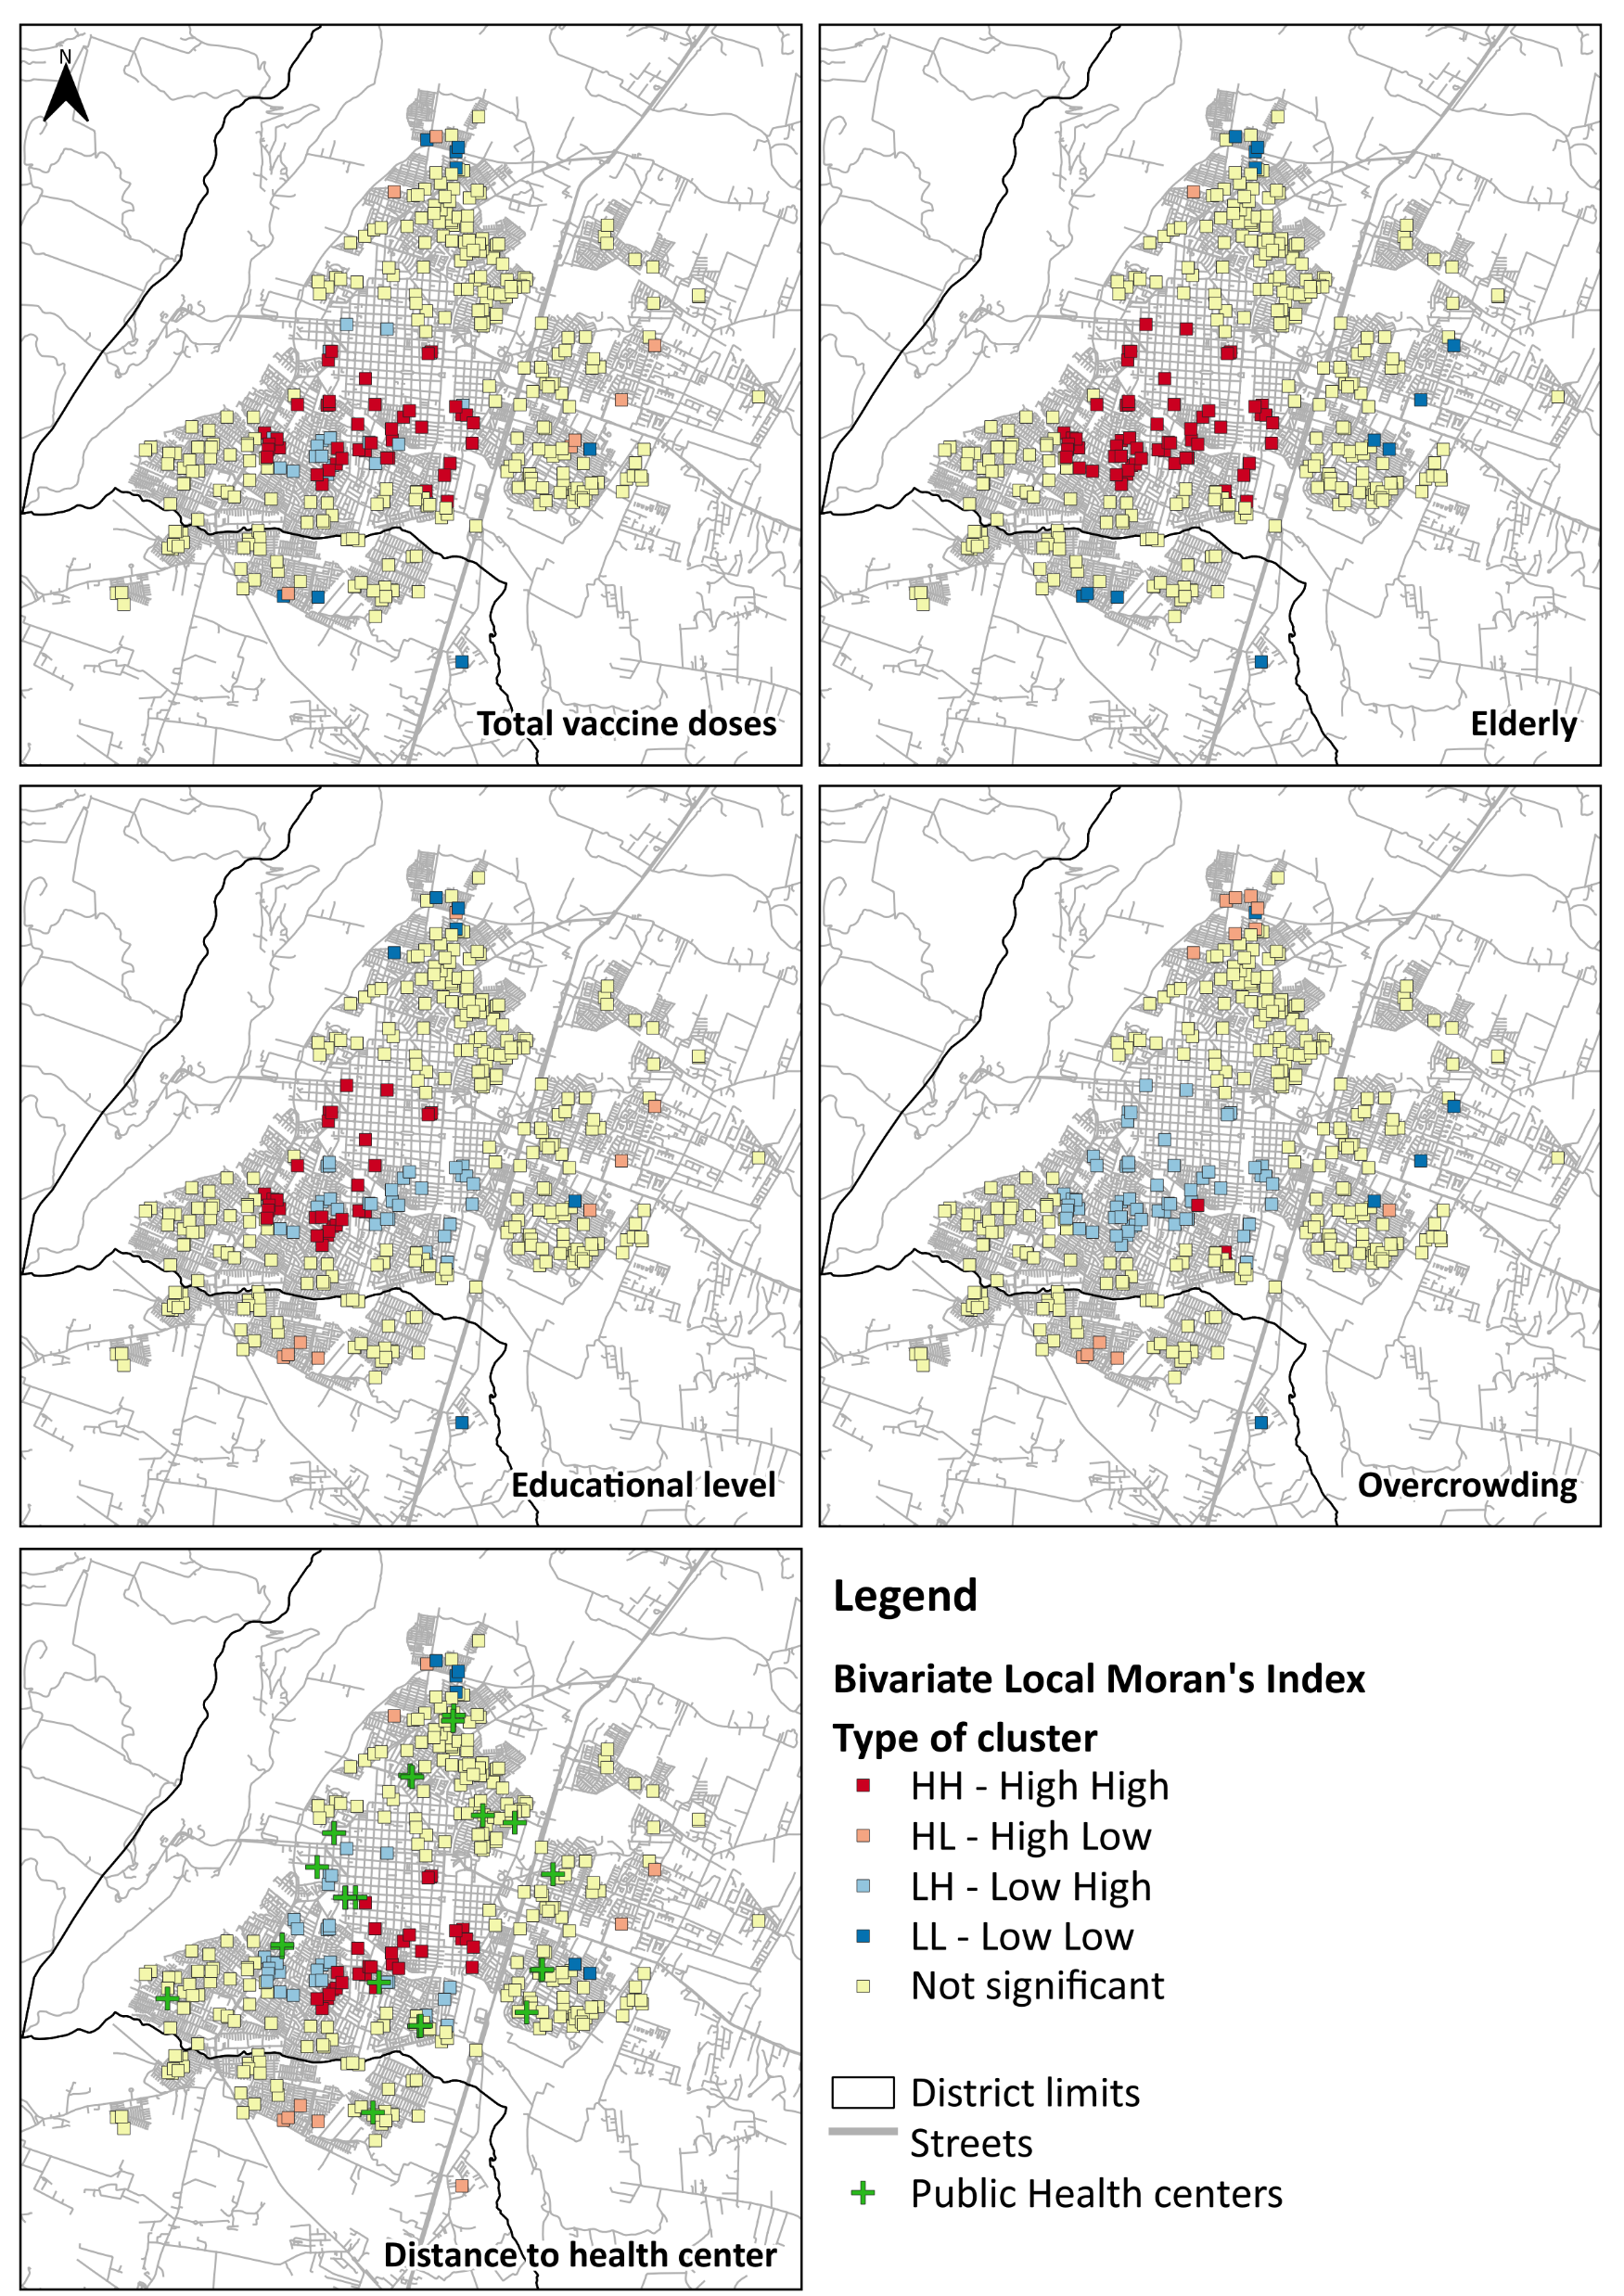 N
Total vaccine doses
Elderly
Educational level
Overcrowding
Distance to health center
Legend
Bivariate Local Moran's Index
Type of cluster
HH - High High
HL - High Low
LH - Low High
LL - Low Low
Not significant
District limits
Streets
Public Health centers